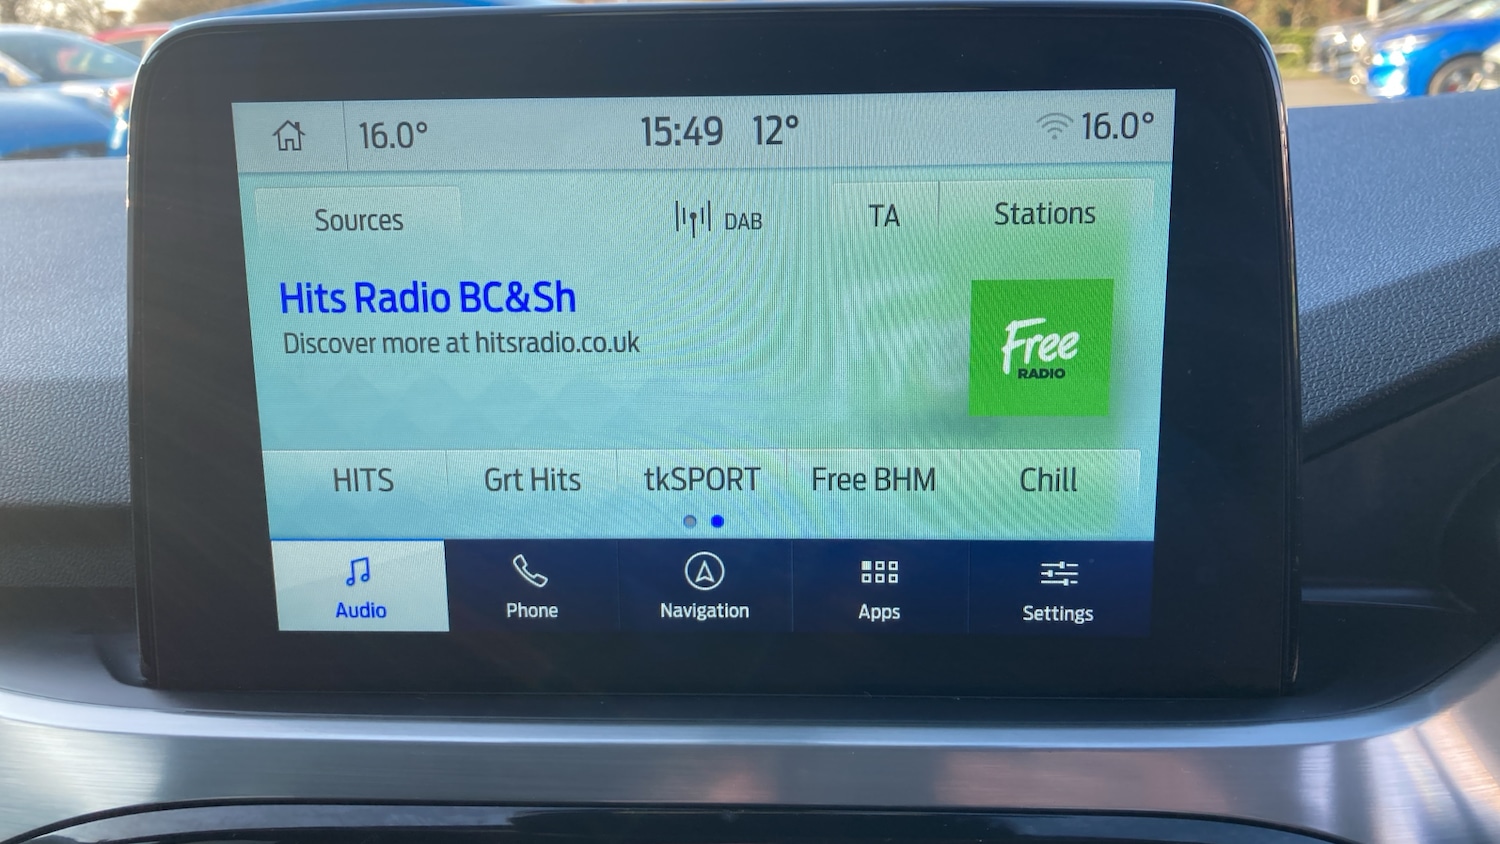 16.0° 15:49 12° 16.0°
Sources DAB TA Stations
Hits Radio BC&Sh
Discover more at hitsradio.co.uk
Free
RADIO
HITS Grt Hits tkSPORT Free BHM Chill
Audio Phone Navigation Apps Settings